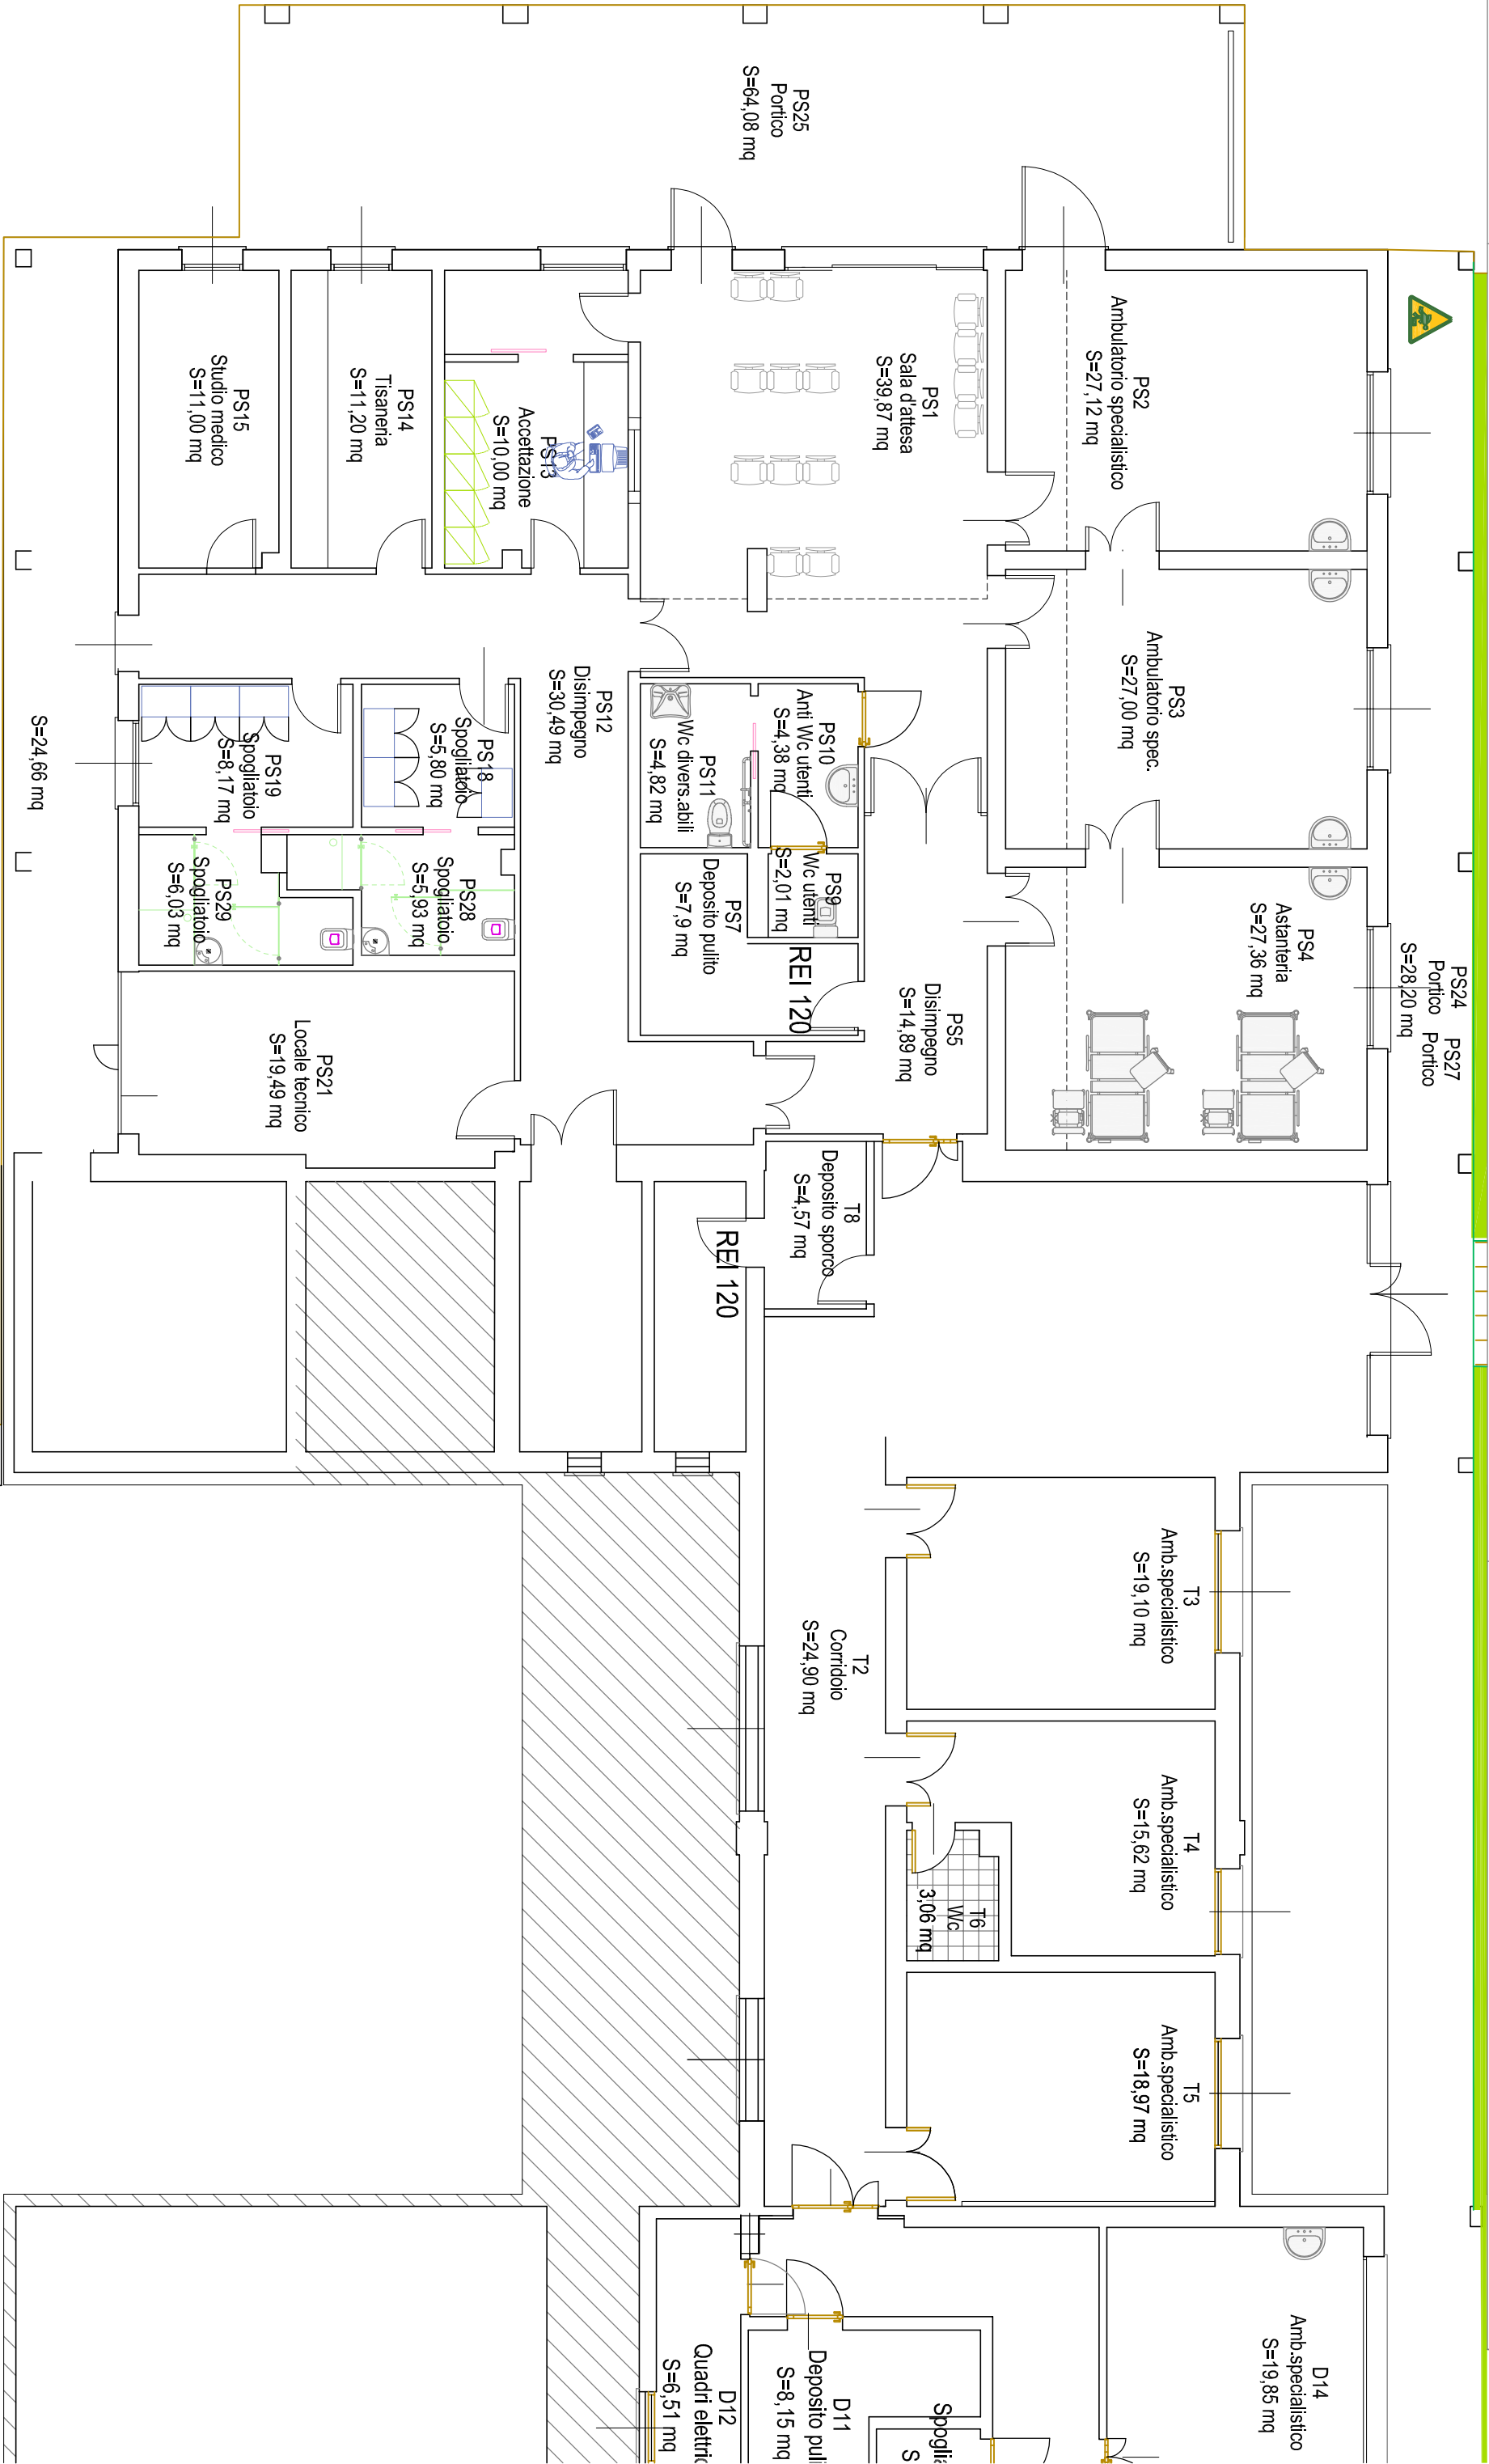 PS25
Portico
S=64,08 mq
PS2
Ambulatorio specialistico
S=27,12 mq
PS1
Sala d'attesa
S=39,87 mq
PS13
Accettazione
S=10,00 mq
PS14
Tisaneria
S=11,20 mq
PS15
Studio medico
S=11,00 mq
PS3
Ambulatorio spec.
S=27,00 mq
PS10
Anti Wc utenti
S=4,38 mq
PS11
Wc divers.abili
S=4,82 mq
PS12
Disimpegno
S=30,49 mq
PS18
Spogliatoio
S=5,80 mq
PS19
Spogliatoio
S=8,17 mq
S=24,66 mq
PS27
Portico
PS24
Portico
S=28,20 mq
PS4
Astanteria
S=27,36 mq
PS5
Disimpegno
S=14,89 mq
PS9
Wc utenti
S=2,01 mq
REI 120
PS7
Deposito pulito
S=7,9 mq
PS28
Spogliatoio
S=5,93 mq
PS29
Spogliatoio
S=6,03 mq
PS21
Locale tecnico
S=19,49 mq
T8
Deposito sporco
S=4,57 mq
REI 120
T3
Amb.specialistico
S=19,10 mq
T2
Corridoio
S=24,90 mq
T4
Amb.specialistico
S=15,62 mq
T6
Wc
3,06 mq
T5
Amb.specialistico
S=18,97 mq
D14
Amb.specialistico
S=19,85 mq
Spoglia
S
D11
Deposito puli
S=8,15 mq
D12
Quadri elettric
S=6,51 mq